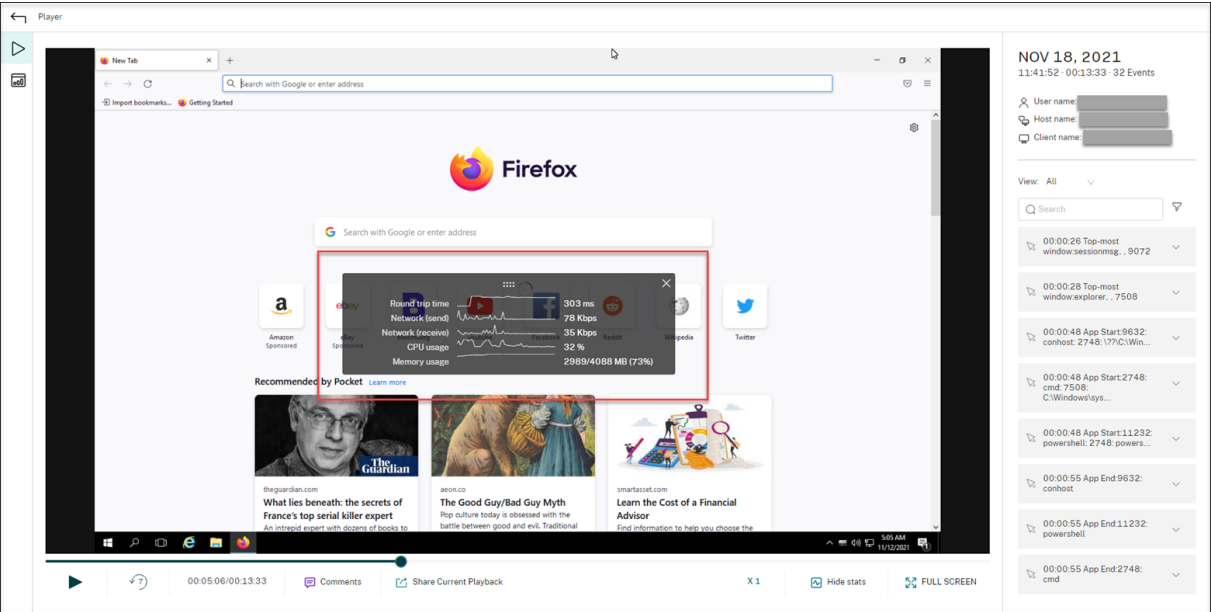 Player
New Tab
Search with Google or enter address
Import bookmarks... Getting Started
Firefox
Search with Google or enter address
Round trip time 303 ms
Network (send) 78 Kbps
Network (receive) 35 Kbps
CPU usage 32 %
Memory usage 2989/4088 MB (73%)
Amazon
Sponsored
eBay
Facebook
Reddit
Wikipedia
Twitter
Recommended by Pocket Learn more
The
Guardian
theguardian.com
What lies beneath: the secrets of
France's top serial killer expert
An intrepid expert with dozens of books to
aeon.co
The Good Guy/Bad Guy Myth
Pop culture today is obsessed with the
battle between good and evil. Traditional
smartasset.com
Learn the Cost of a Financial
Advisor
Find information to help you choose the
5:05 AM
11/12/2021
7
00:05:06/00:13:33
Comments
Share Current Playback
X 1
Hide stats
FULL SCREEN
NOV 18, 2021
11:41:52 · 00:13:33 · 32 Events
User name:
Host name:
Client name:
View: All
Search
00:00:26 Top-most
window:sessionmsg, , 9072
00:00:28 Top-most
window:explorer, , 7508
00:00:48 App Start:9632:
conhost: 2748: \??\C:\Win...
00:00:48 App Start:2748:
cmd: 7508:
C:\Windows\sys...
00:00:48 App Start:11232:
powershell: 2748: powers...
00:00:55 App End:9632:
conhost
00:00:55 App End:11232:
powershell
00:00:55 App End:2748:
cmd